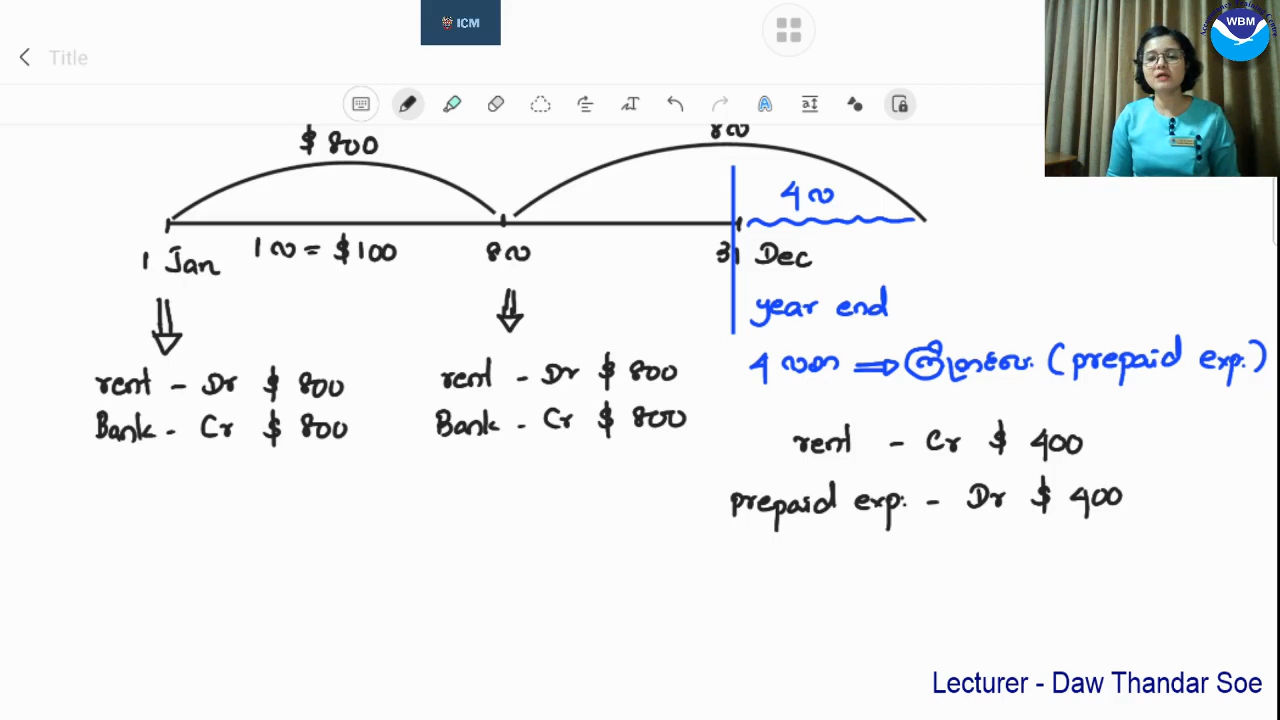 ICM
WBM
Title
$ 800
8လ
4လ
1 Jan
1လ = $100
8လ
31 Dec
year end
4လစာ ⇒ ကြိုပေး (prepaid exp:)
rent - Dr $ 800
Bank - Cr $ 800
rent - Dr $ 800
Bank - Cr $ 800
rent - Cr $ 400
prepaid exp: - Dr $ 400
Lecturer - Daw Thandar Soe